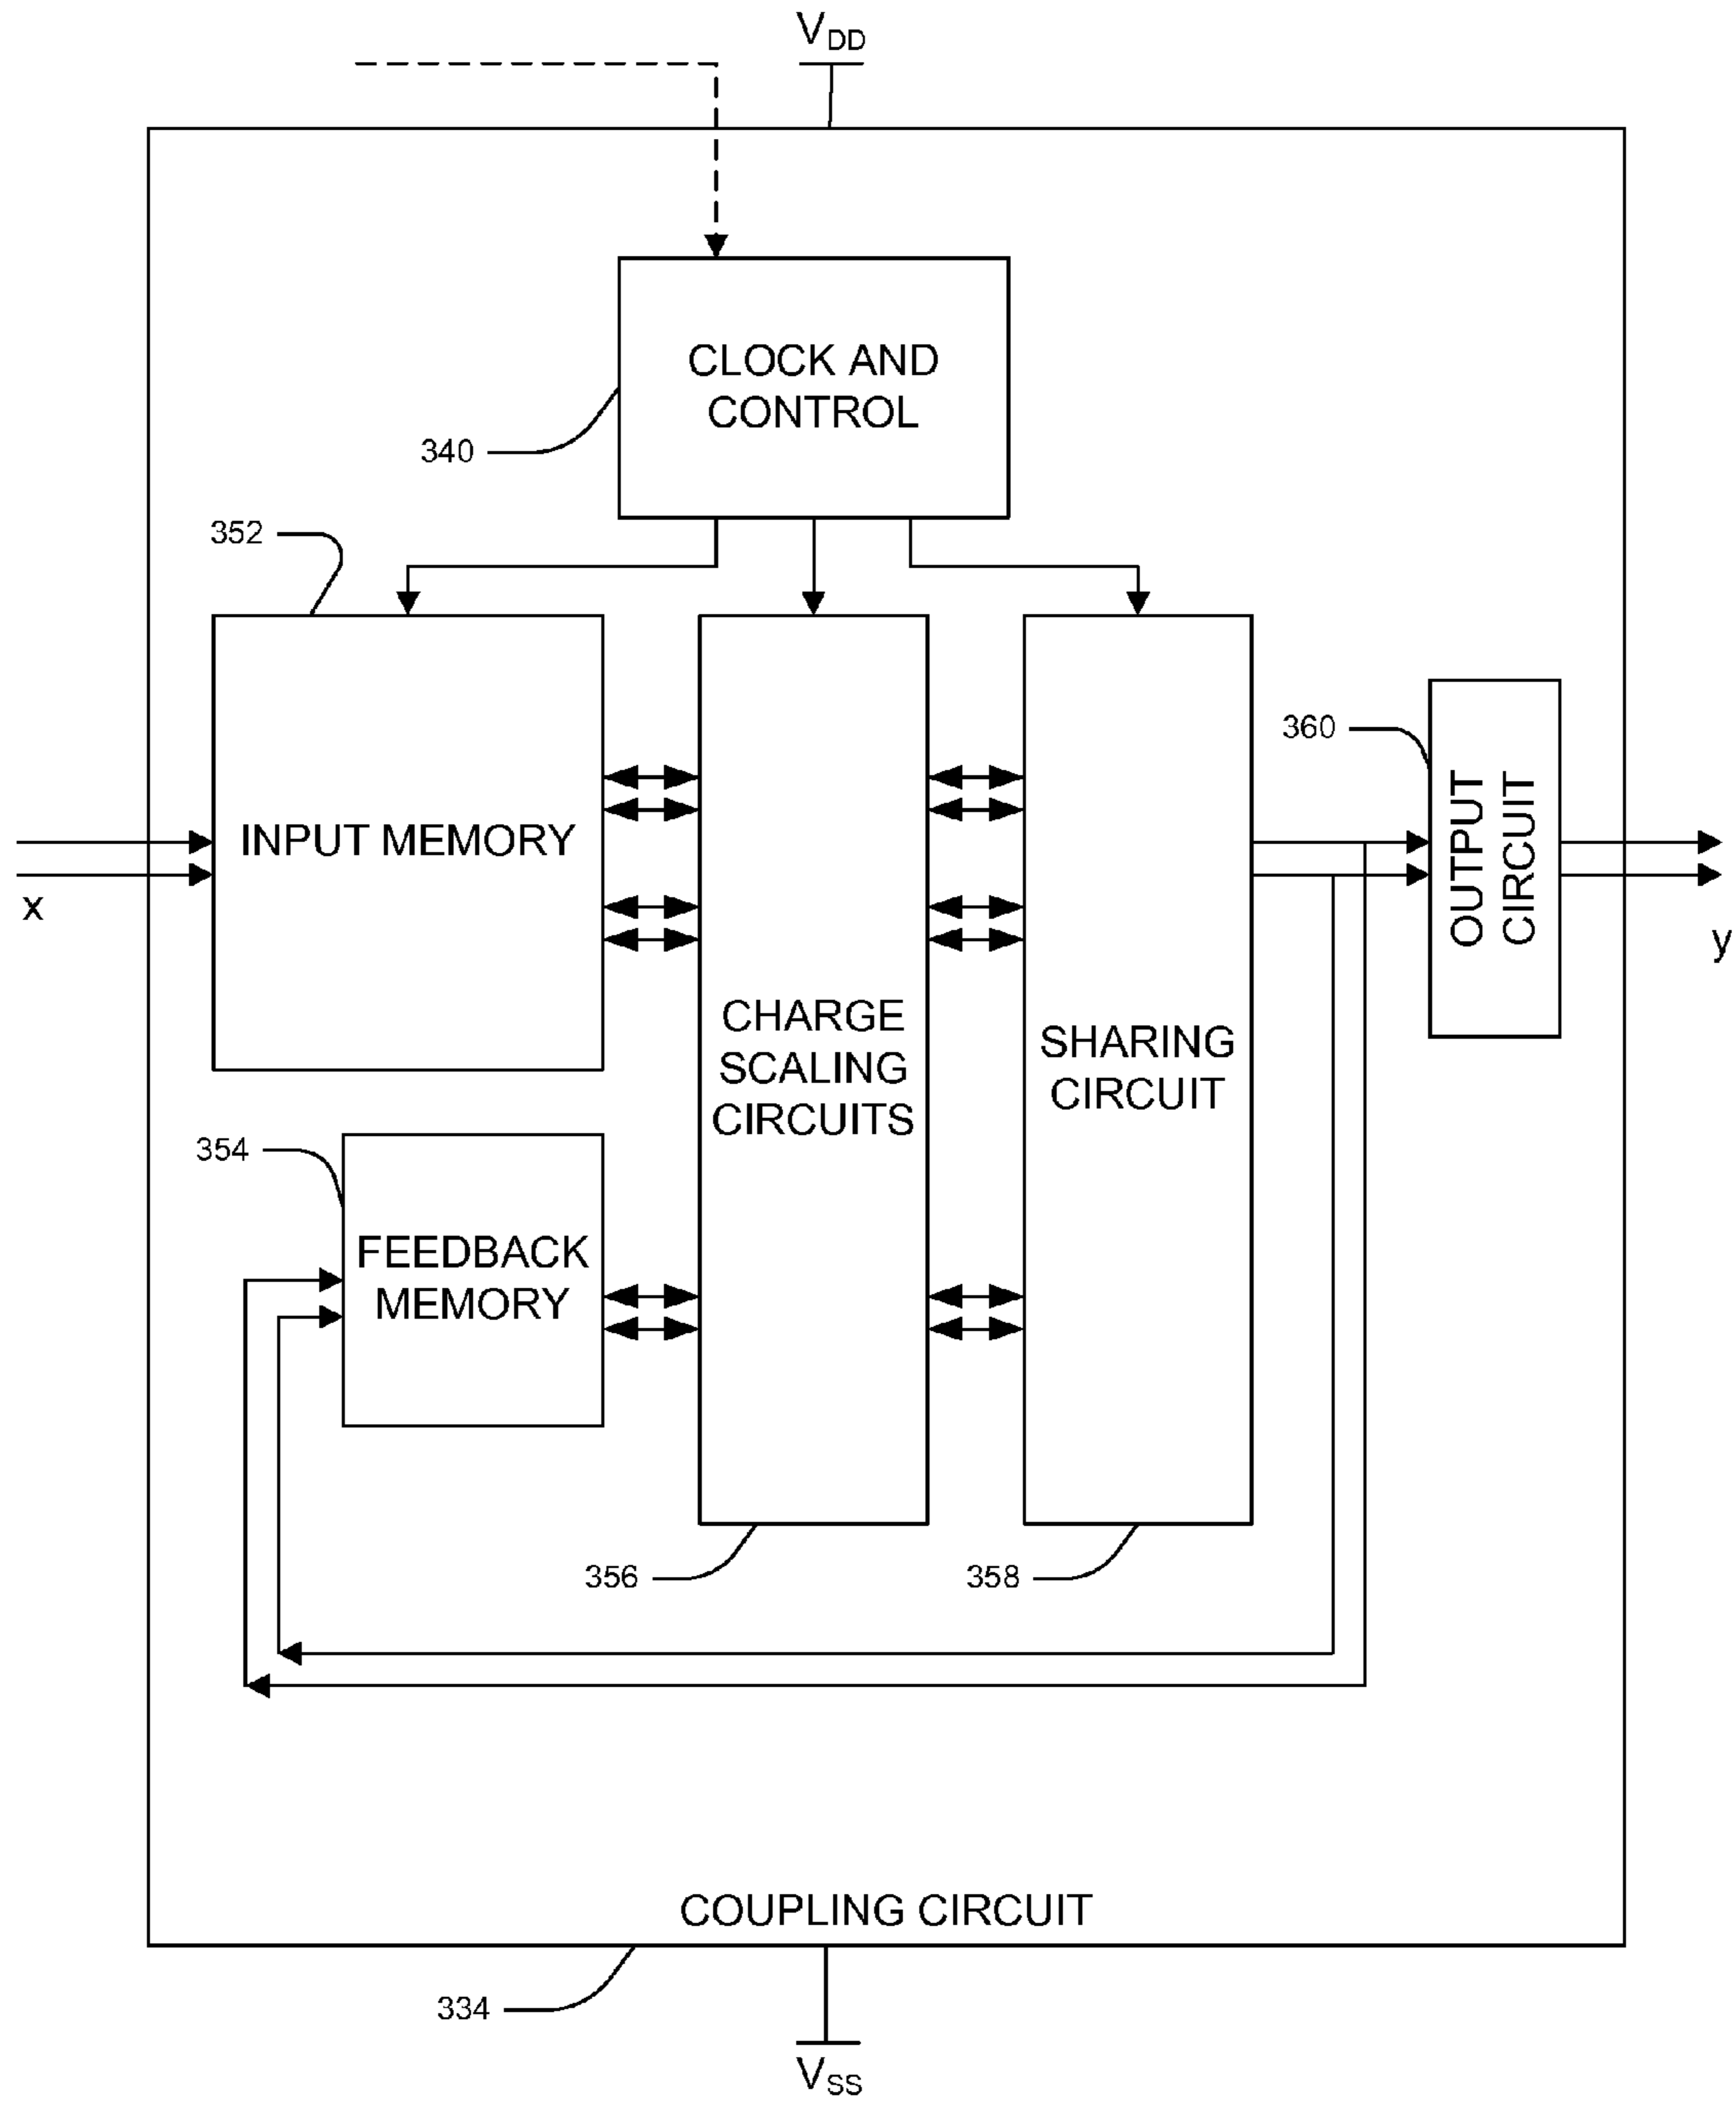 VDD
CLOCK AND
CONTROL
340
352
INPUT MEMORY
x
360
OUTPUT
CIRCUIT
y
CHARGE
SCALING
CIRCUITS
SHARING
CIRCUIT
354
FEEDBACK
MEMORY
356
358
COUPLING CIRCUIT
334
VSS